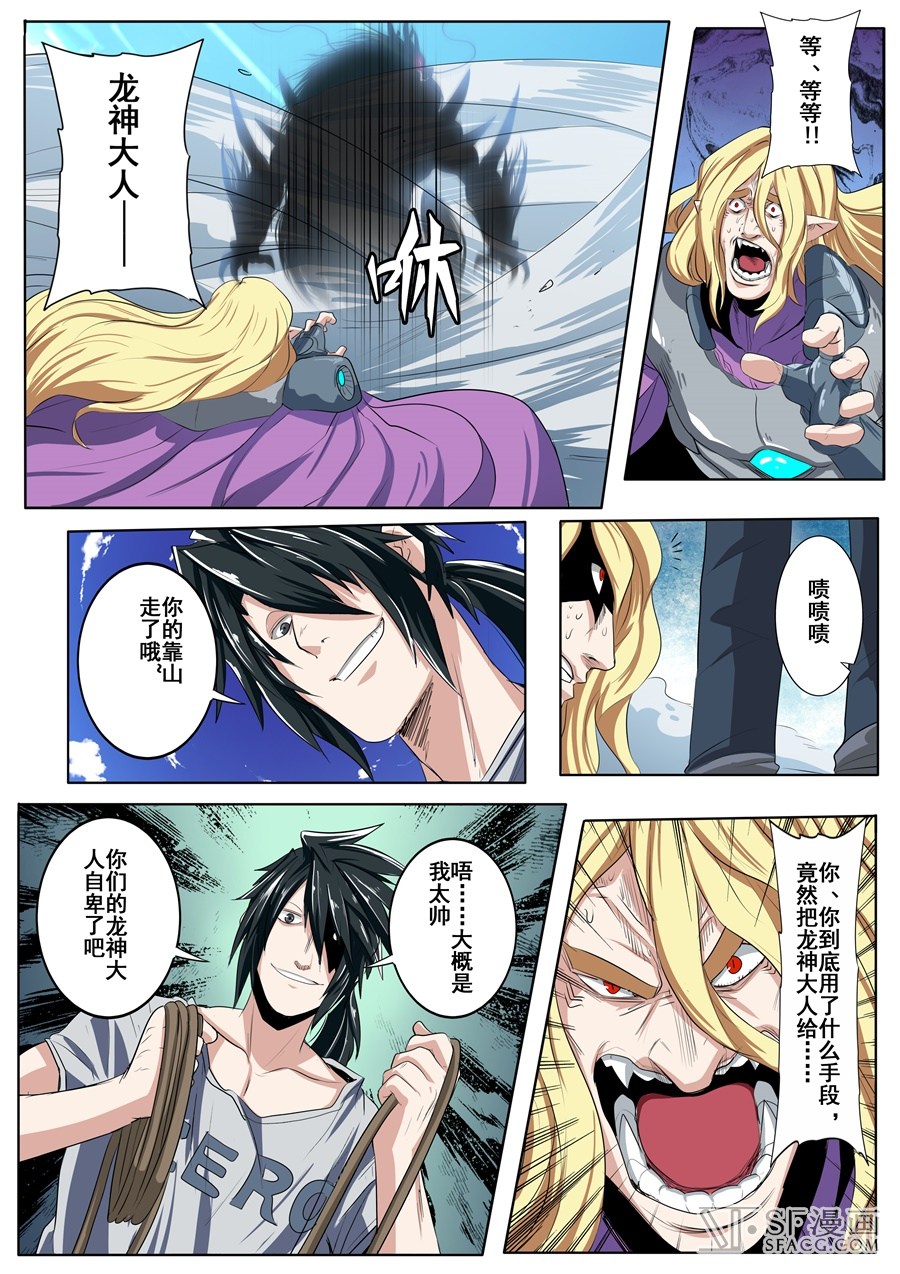 等、等等!!
龙神大
人——
咻
啧啧啧
你的靠山
走了哦~
你、你到底用了什么手段，
竟然把龙神大人给……
唔……大概是
我太帅
你们的龙神大
人自卑了吧
ERO
SF漫画
SFACG.COM